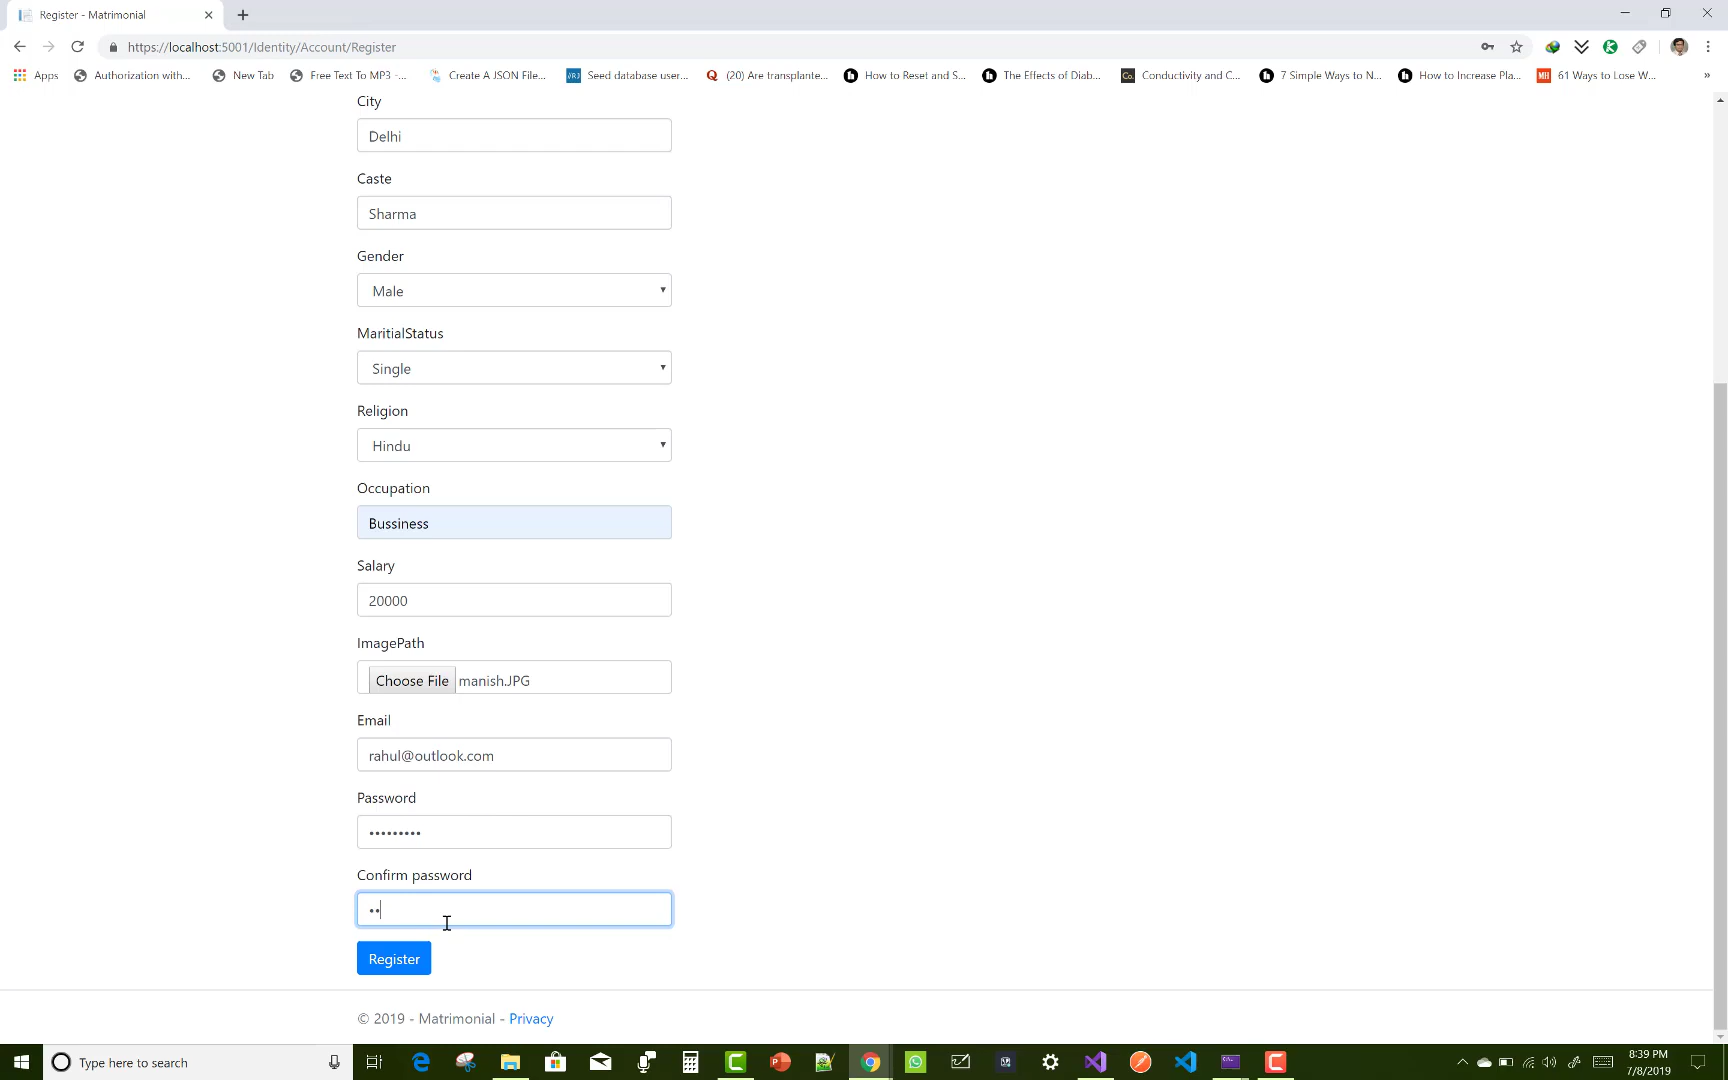 Register - Matrimonial
https://localhost:5001/Identity/Account/Register
Apps
Authorization with...
New Tab
Free Text To MP3 -...
Create A JSON File...
Seed database user...
(20) Are transplante...
How to Reset and S...
The Effects of Diab...
Conductivity and C...
7 Simple Ways to N...
How to Increase Pla...
61 Ways to Lose W...
City
Delhi
Caste
Sharma
Gender
Male
MaritialStatus
Single
Religion
Hindu
Occupation
Bussiness
Salary
20000
ImagePath
Choose File manish.JPG
Email
rahul@outlook.com
Password
•••••••••
Confirm password
••
Register
© 2019 - Matrimonial - Privacy
Type here to search
8:39 PM
7/8/2019